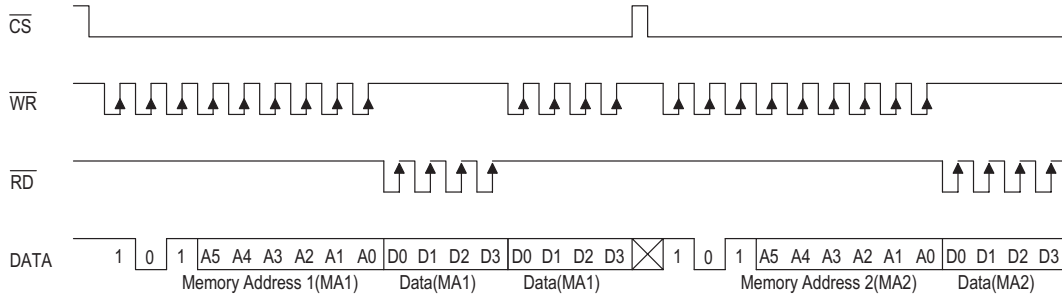 CS
WR
RD
DATA 1 0 1 A5 A4 A3 A2 A1 A0 D0 D1 D2 D3 D0 D1 D2 D3 1 0 1 A5 A4 A3 A2 A1 A0 D0 D1 D2 D3
Memory Address 1(MA1) Data(MA1) Data(MA1) Memory Address 2(MA2) Data(MA2)